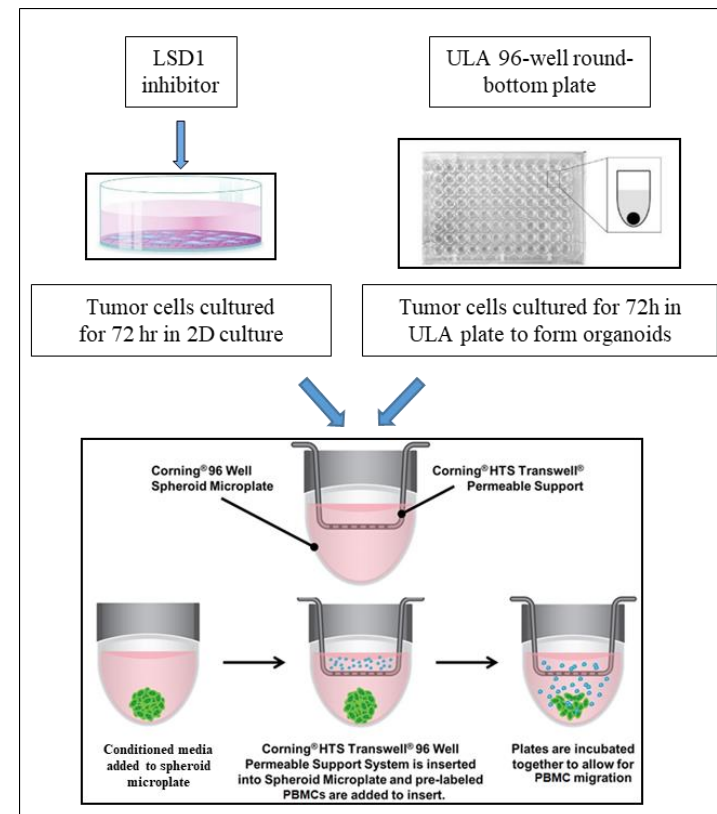 LSD1
inhibitor
ULA 96-well round-
bottom plate
Tumor cells cultured
for 72 hr in 2D culture
Tumor cells cultured for 72h in
ULA plate to form organoids
Corning® 96 Well
Spheroid Microplate
Corning® HTS Transwell®
Permeable Support
Conditioned media
added to spheroid
microplate
Corning® HTS Transwell® 96 Well
Permeable Support System is inserted
into Spheroid Microplate and pre-labeled
PBMCs are added to insert.
Plates are incubated
together to allow for
PBMC migration